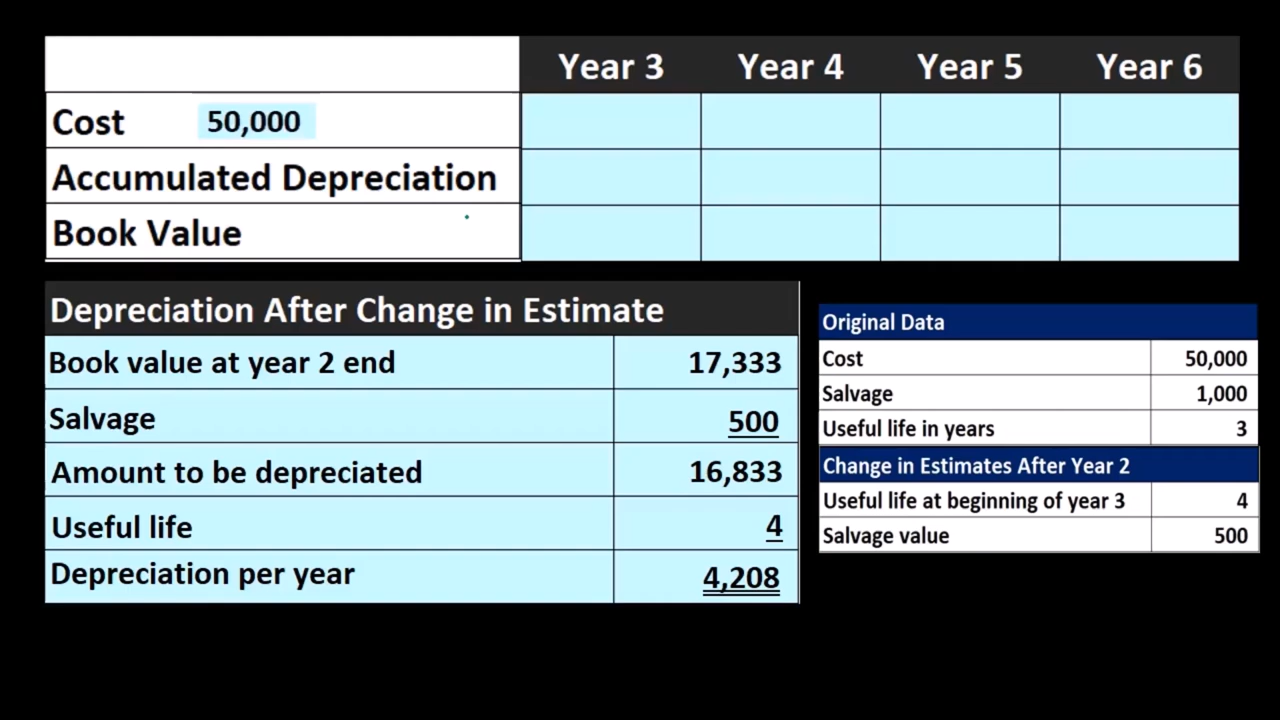 Year 3 Year 4 Year 5 Year 6
Cost 50,000
Accumulated Depreciation
Book Value
Depreciation After Change in Estimate
Book value at year 2 end 17,333
Salvage 500
Amount to be depreciated 16,833
Useful life 4
Depreciation per year 4,208
Original Data
Cost 50,000
Salvage 1,000
Useful life in years 3
Change in Estimates After Year 2
Useful life at beginning of year 3 4
Salvage value 500